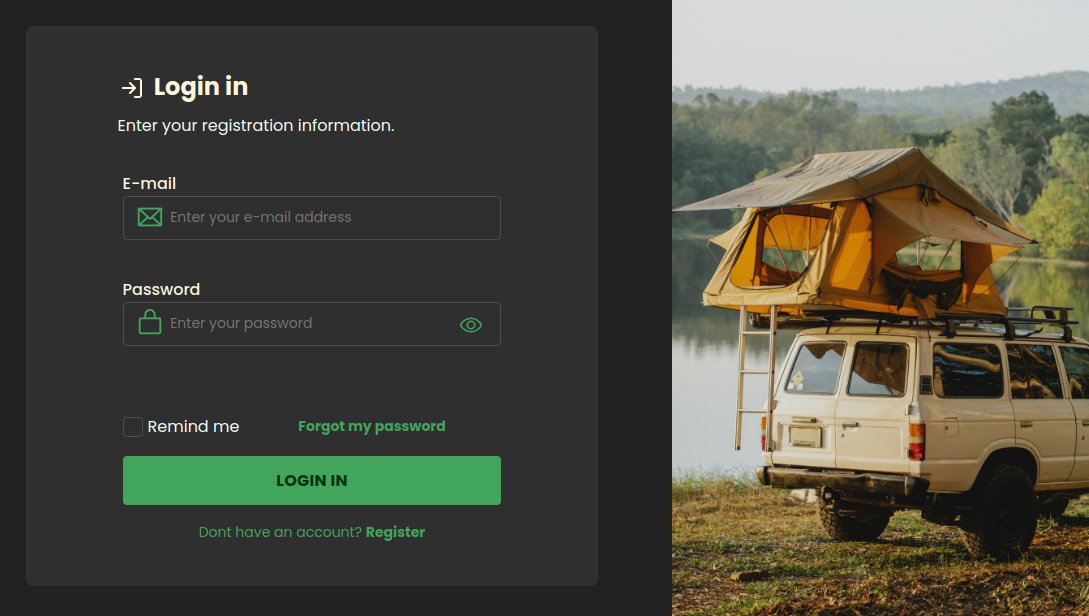 Login in
Enter your registration information.
E-mail
Enter your e-mail address
Password
Enter your password
Remind me
Forgot my password
LOGIN IN
Dont have an account? Register